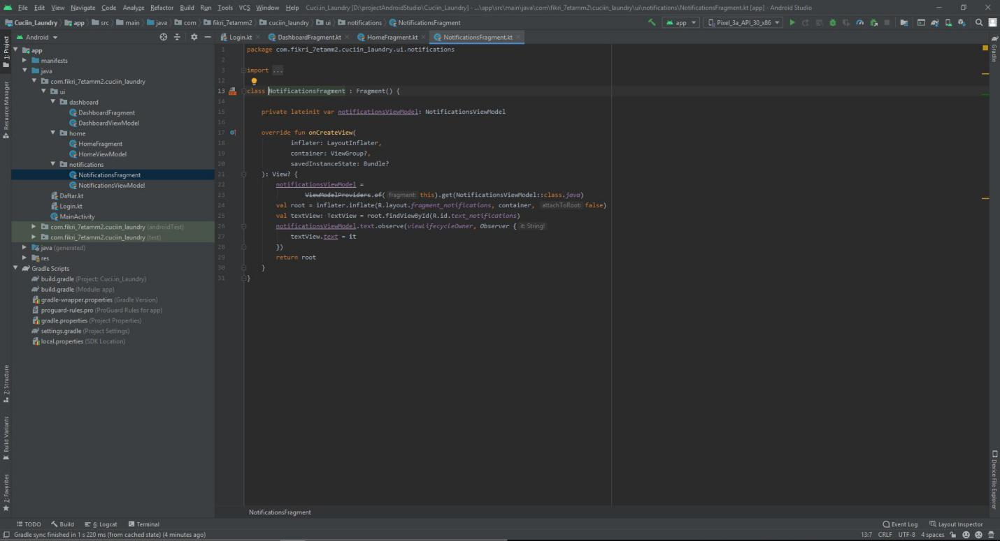 File Edit View Navigate Code Analyze Refactor Build Run Tools VCS Window Help Cuci.in_Laundry [D:\projectAndroidStudio\Cuciin_Laundry] - ...\app\src\main\java\com\fikri_7etamm2\cuciin_laundry\ui\notifications\NotificationsFragment.kt [app] - Android Studio
Cuciin_Laundry app src main java com fikri_7etamm2 cuciin_laundry ui notifications NotificationsFragment app Pixel_3a_API_30_x86
Android Login.kt DashboardFragment.kt HomeFragment.kt NotificationsFragment.kt
1: Project
Resource Manager
7: Structure
Build Variants
2: Favorites
app
manifests
java
com.fikri_7etamm2.cuciin_laundry
ui
dashboard
DashboardFragment
DashboardViewModel
home
HomeFragment
HomeViewModel
notifications
NotificationsFragment
NotificationsViewModel
Daftar.kt
Login.kt
MainActivity
com.fikri_7etamm2.cuciin_laundry (androidTest)
com.fikri_7etamm2.cuciin_laundry (test)
java (generated)
res
Gradle Scripts
build.gradle (Project: Cuci.in_Laundry)
build.gradle (Module: app)
gradle-wrapper.properties (Gradle Version)
proguard-rules.pro (ProGuard Rules for app)
gradle.properties (Project Properties)
settings.gradle (Project Settings)
local.properties (SDK Location)
1 package com.fikri_7etamm2.cuciin_laundry.ui.notifications
2
3 import ...
12
13 class NotificationsFragment : Fragment() {
14
15 private lateinit var notificationsViewModel: NotificationsViewModel
16
17 override fun onCreateView(
18 inflater: LayoutInflater,
19 container: ViewGroup?,
20 savedInstanceState: Bundle?
21 ): View? {
22 notificationsViewModel =
23 ViewModelProviders.of( fragment: this).get(NotificationsViewModel::class.java)
24 val root = inflater.inflate(R.layout.fragment_notifications, container, attachToRoot: false)
25 val textView: TextView = root.findViewById(R.id.text_notifications)
26 notificationsViewModel.text.observe(viewLifecycleOwner, Observer { it: String!
27 textView.text = it
28 })
29 return root
30 }
31 }
Gradle
Device File Explorer
NotificationsFragment
TODO Build 6: Logcat Terminal Event Log Layout Inspector
Gradle sync finished in 1 s 220 ms (from cached state) (4 minutes ago) 13:7 CRLF UTF-8 4 spaces